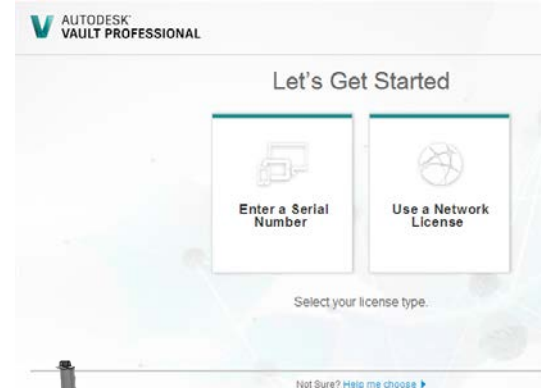 AUTODESK'
VAULT PROFESSIONAL
Let's Get Started
Enter a Serial
Number
Use a Network
License
Select your license type.
Not Sure? Help me choose